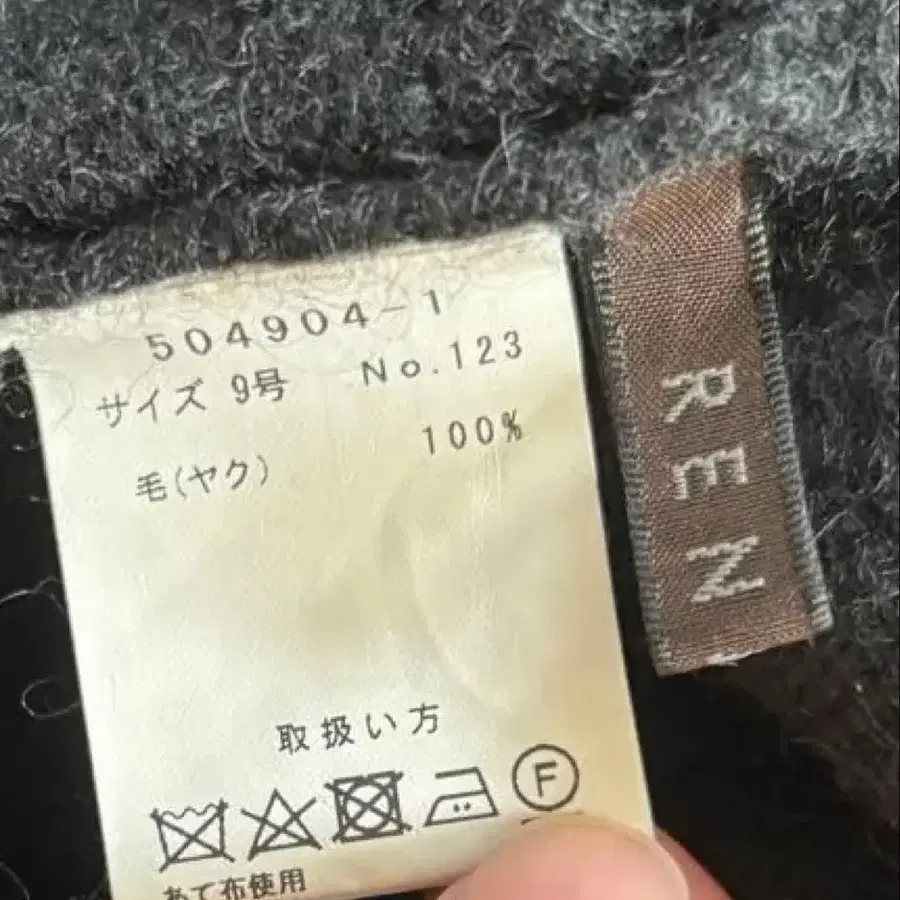 504904-1
サイズ 9号 No.123
毛(ヤク) 100%
取扱い方
F
あて布使用
REN